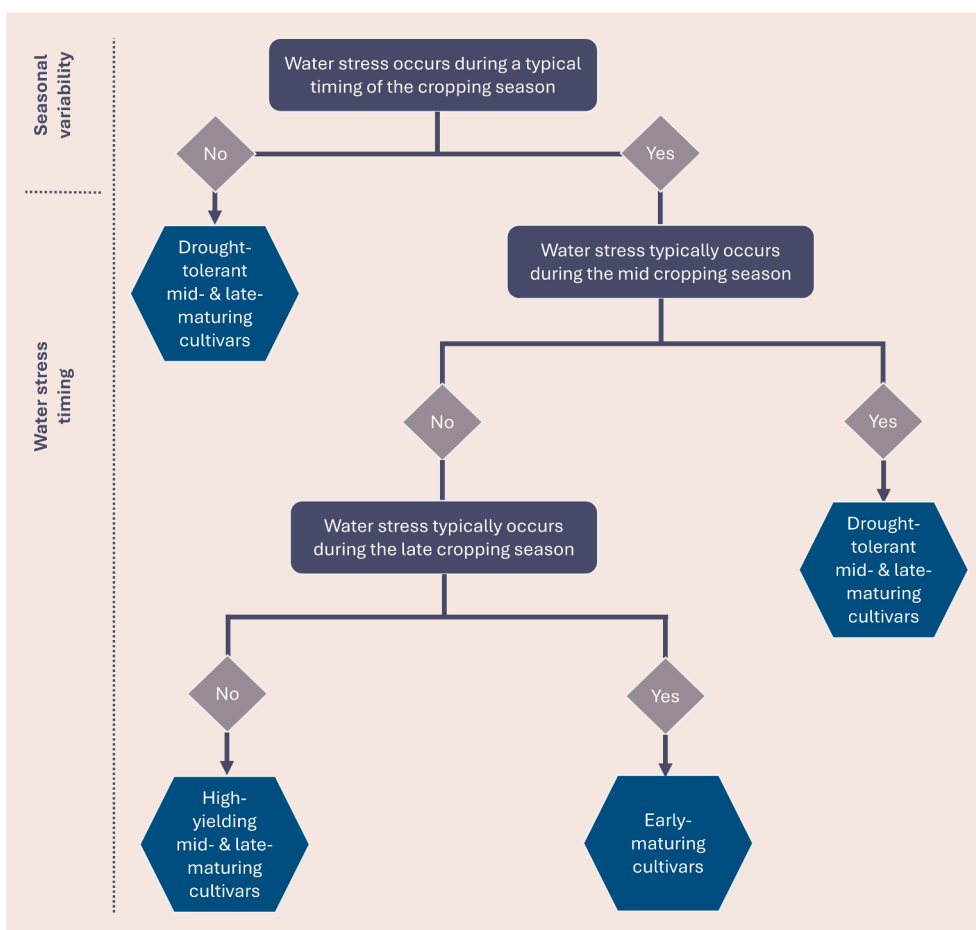 Seasonal
variability
Water stress occurs during a typical
timing of the cropping season
No
Yes
Water stress
timing
Drought-
tolerant
mid- & late-
maturing
cultivars
Water stress typically occurs
during the mid cropping season
No
Yes
Water stress typically occurs
during the late cropping season
Drought-
tolerant
mid- & late-
maturing
cultivars
No
Yes
High-
yielding
mid- & late-
maturing
cultivars
Early-
maturing
cultivars